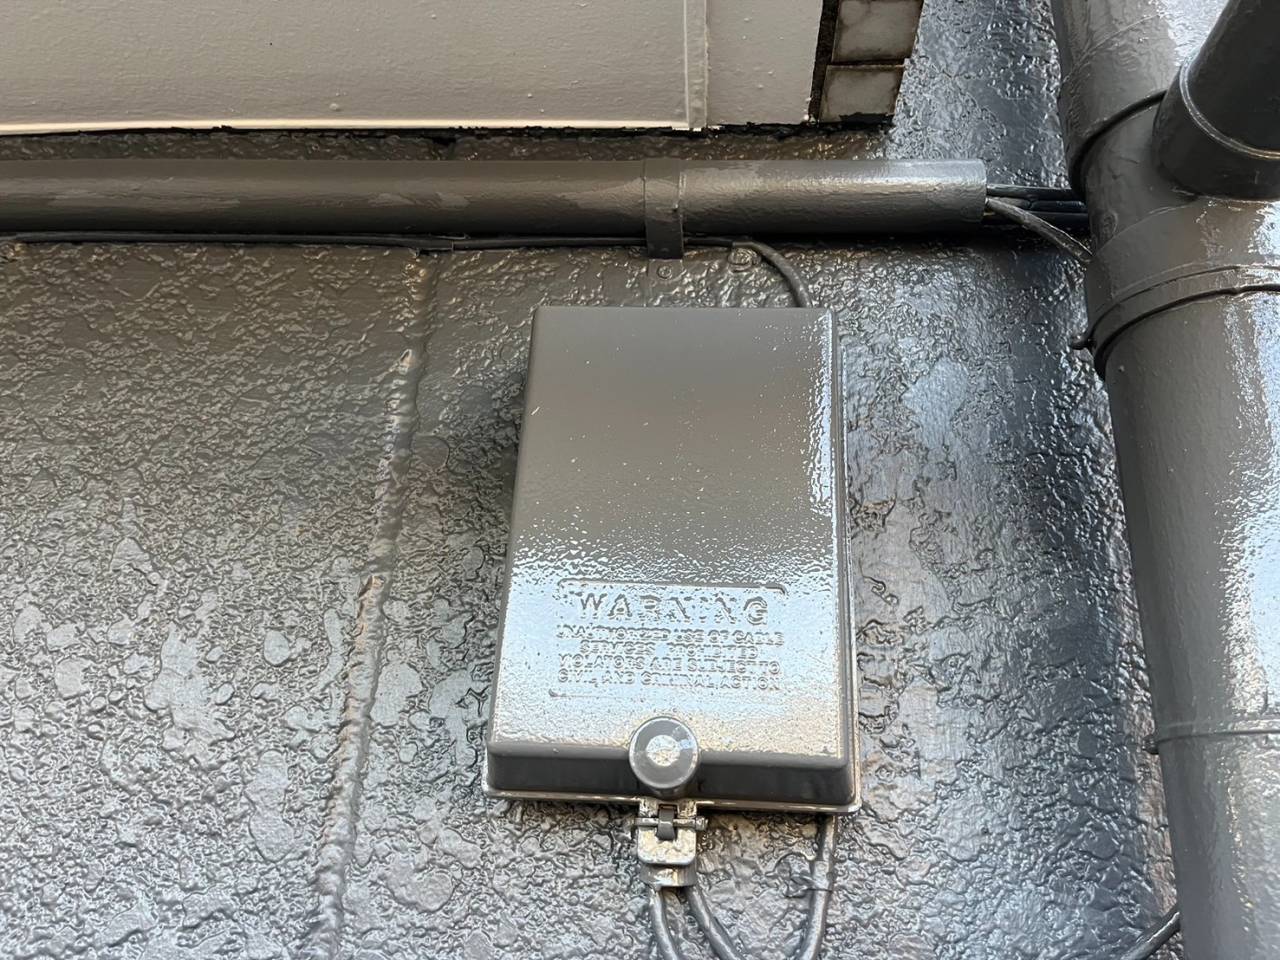 WARNING
UNAUTHORIZED USE OF CABLE
SERVICES PROHIBITED
VIOLATORS ARE SUBJECT TO
CIVIL AND CRIMINAL ACTION